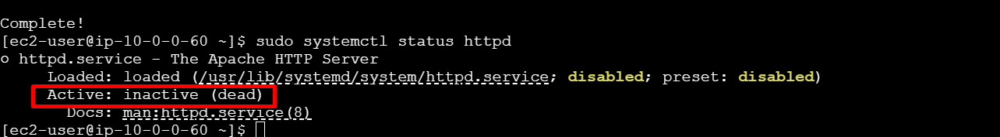 Complete!
[ec2-user@ip-10-0-0-60 ~]$ sudo systemctl status httpd
○ httpd.service - The Apache HTTP Server
     Loaded: loaded (/usr/lib/systemd/system/httpd.service; disabled; preset: disabled)
     Active: inactive (dead)
       Docs: man:httpd.service(8)
[ec2-user@ip-10-0-0-60 ~]$